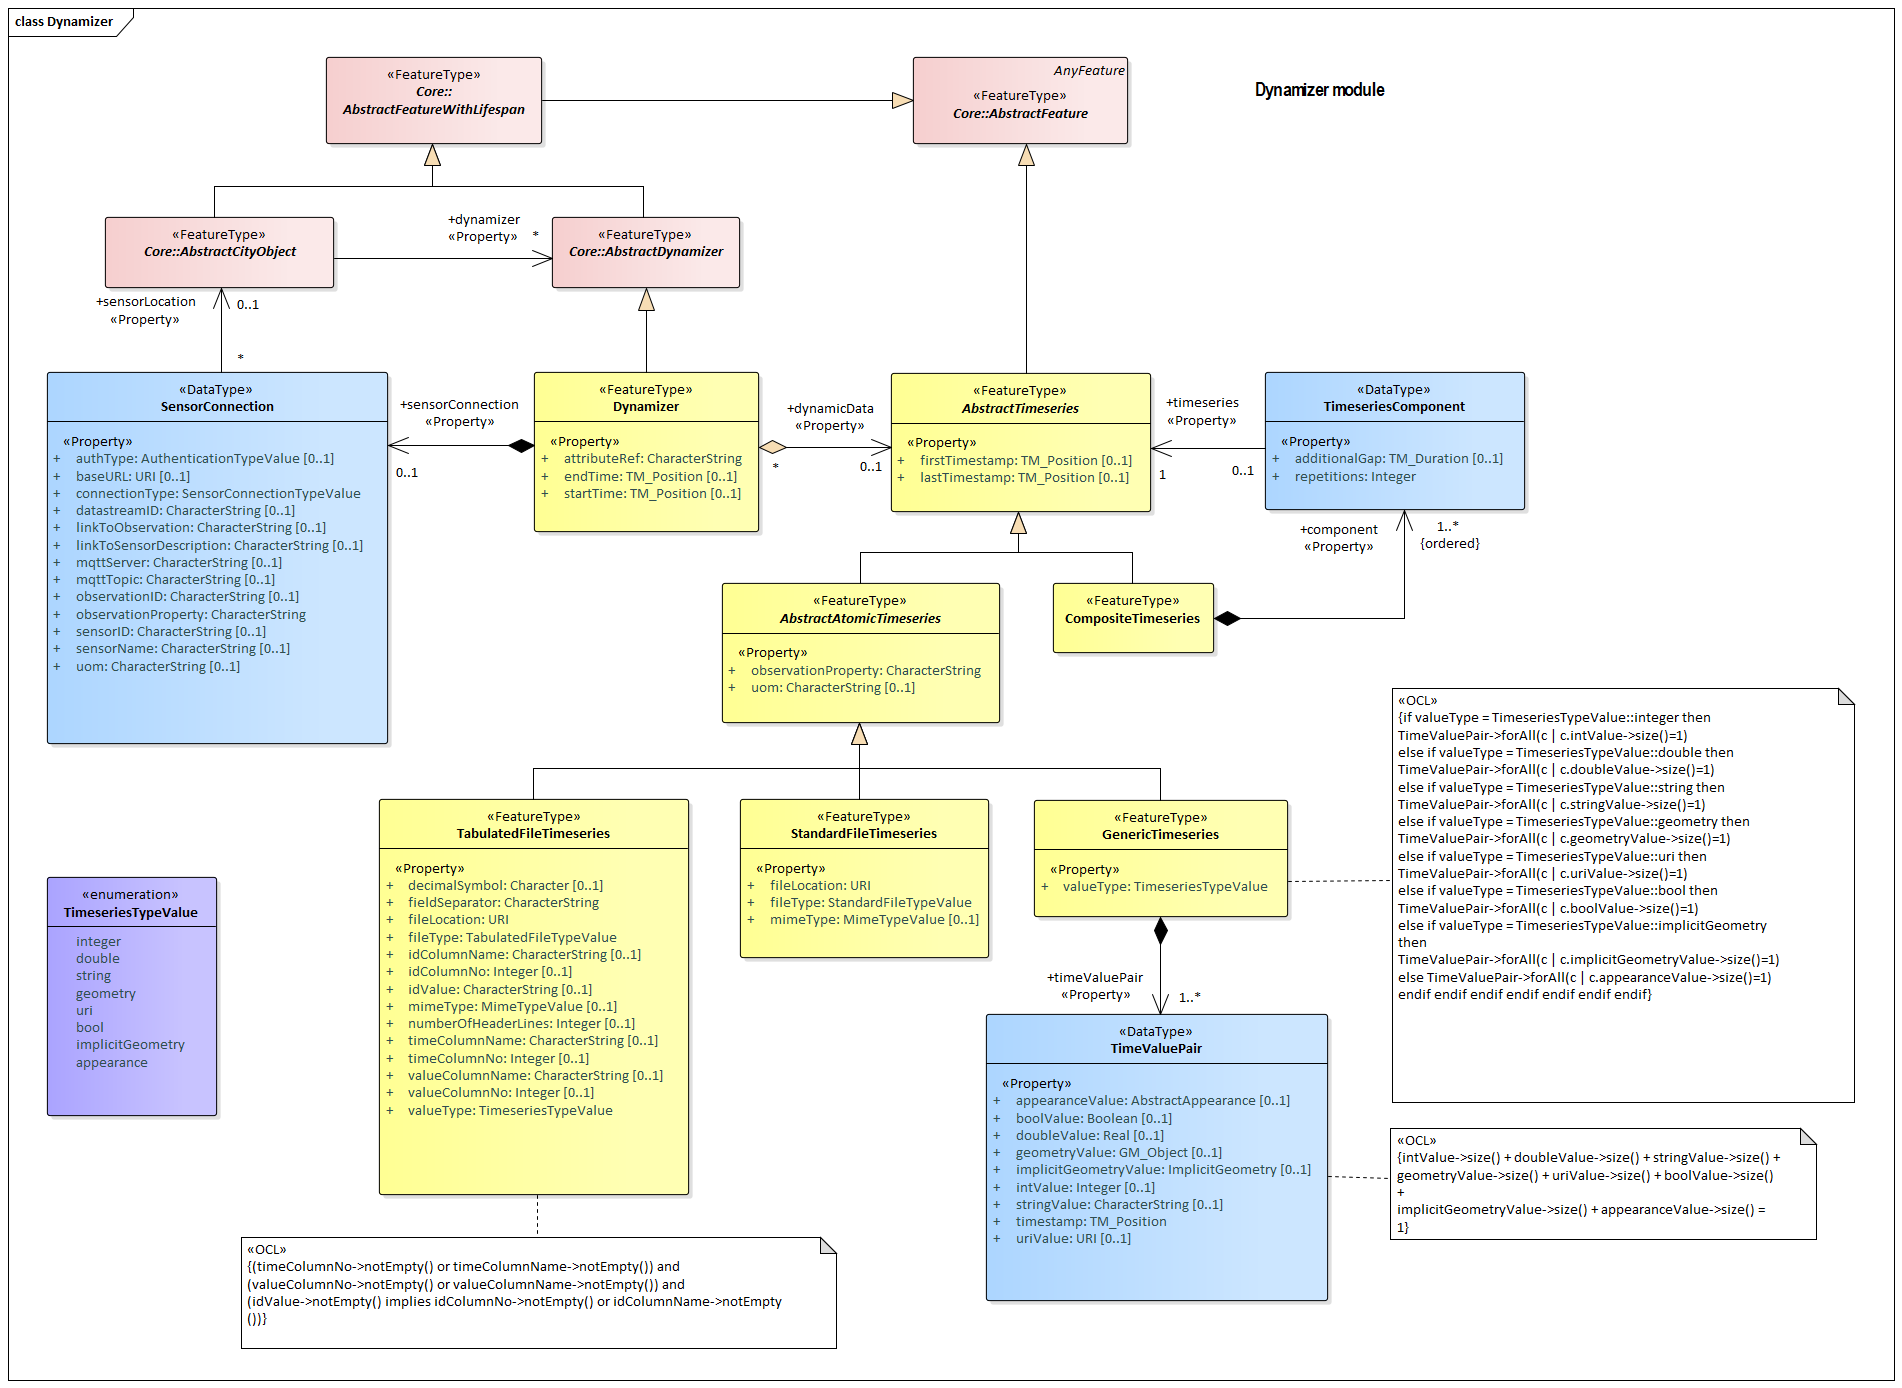 class Dynamizer
Dynamizer module
«FeatureType»
Core::
AbstractFeatureWithLifespan
AnyFeature
«FeatureType»
Core::AbstractFeature
«FeatureType»
Core::AbstractCityObject
+dynamizer
«Property»
*
«FeatureType»
Core::AbstractDynamizer
+sensorLocation
«Property»
0..1
*
«DataType»
SensorConnection
«Property»
+ authType: AuthenticationTypeValue [0..1]
+ baseURL: URI [0..1]
+ connectionType: SensorConnectionTypeValue
+ datastreamID: CharacterString [0..1]
+ linkToObservation: CharacterString [0..1]
+ linkToSensorDescription: CharacterString [0..1]
+ mqttServer: CharacterString [0..1]
+ mqttTopic: CharacterString [0..1]
+ observationID: CharacterString [0..1]
+ observationProperty: CharacterString
+ sensorID: CharacterString [0..1]
+ sensorName: CharacterString [0..1]
+ uom: CharacterString [0..1]
+sensorConnection
«Property»
0..1
«FeatureType»
Dynamizer
«Property»
+ attributeRef: CharacterString
+ endTime: TM_Position [0..1]
+ startTime: TM_Position [0..1]
+dynamicData
«Property»
*
0..1
«FeatureType»
AbstractTimeseries
«Property»
+ firstTimestamp: TM_Position [0..1]
+ lastTimestamp: TM_Position [0..1]
+timeseries
«Property»
1
0..1
«DataType»
TimeseriesComponent
«Property»
+ additionalGap: TM_Duration [0..1]
+ repetitions: Integer
+component
«Property»
1..*
{ordered}
«FeatureType»
AbstractAtomicTimeseries
«Property»
+ observationProperty: CharacterString
+ uom: CharacterString [0..1]
«FeatureType»
CompositeTimeseries
«OCL»
{if valueType = TimeseriesTypeValue::integer then
TimeValuePair->forAll(c | c.intValue->size()=1)
else if valueType = TimeseriesTypeValue::double then
TimeValuePair->forAll(c | c.doubleValue->size()=1)
else if valueType = TimeseriesTypeValue::string then
TimeValuePair->forAll(c | c.stringValue->size()=1)
else if valueType = TimeseriesTypeValue::geometry then
TimeValuePair->forAll(c | c.geometryValue->size()=1)
else if valueType = TimeseriesTypeValue::uri then
TimeValuePair->forAll(c | c.uriValue->size()=1)
else if valueType = TimeseriesTypeValue::bool then
TimeValuePair->forAll(c | c.boolValue->size()=1)
else if valueType = TimeseriesTypeValue::implicitGeometry
then
TimeValuePair->forAll(c | c.implicitGeometryValue->size()=1)
else TimeValuePair->forAll(c | c.appearanceValue->size()=1)
endif endif endif endif endif endif endif}
«enumeration»
TimeseriesTypeValue
integer
double
string
geometry
uri
bool
implicitGeometry
appearance
«FeatureType»
TabulatedFileTimeseries
«Property»
+ decimalSymbol: Character [0..1]
+ fieldSeparator: CharacterString
+ fileLocation: URI
+ fileType: TabulatedFileTypeValue
+ idColumnName: CharacterString [0..1]
+ idColumnNo: Integer [0..1]
+ idValue: CharacterString [0..1]
+ mimeType: MimeTypeValue [0..1]
+ numberOfHeaderLines: Integer [0..1]
+ timeColumnName: CharacterString [0..1]
+ timeColumnNo: Integer [0..1]
+ valueColumnName: CharacterString [0..1]
+ valueColumnNo: Integer [0..1]
+ valueType: TimeseriesTypeValue
«FeatureType»
StandardFileTimeseries
«Property»
+ fileLocation: URI
+ fileType: StandardFileTypeValue
+ mimeType: MimeTypeValue [0..1]
«FeatureType»
GenericTimeseries
«Property»
+ valueType: TimeseriesTypeValue
+timeValuePair
«Property»
1..*
«DataType»
TimeValuePair
«Property»
+ appearanceValue: AbstractAppearance [0..1]
+ boolValue: Boolean [0..1]
+ doubleValue: Real [0..1]
+ geometryValue: GM_Object [0..1]
+ implicitGeometryValue: ImplicitGeometry [0..1]
+ intValue: Integer [0..1]
+ stringValue: CharacterString [0..1]
+ timestamp: TM_Position
+ uriValue: URI [0..1]
«OCL»
{intValue->size() + doubleValue->size() + stringValue->size() +
geometryValue->size() + uriValue->size() + boolValue->size()
+
implicitGeometryValue->size() + appearanceValue->size() =
1}
«OCL»
{(timeColumnNo->notEmpty() or timeColumnName->notEmpty()) and
(valueColumnNo->notEmpty() or valueColumnName->notEmpty()) and
(idValue->notEmpty() implies idColumnNo->notEmpty() or idColumnName->notEmpty
())}